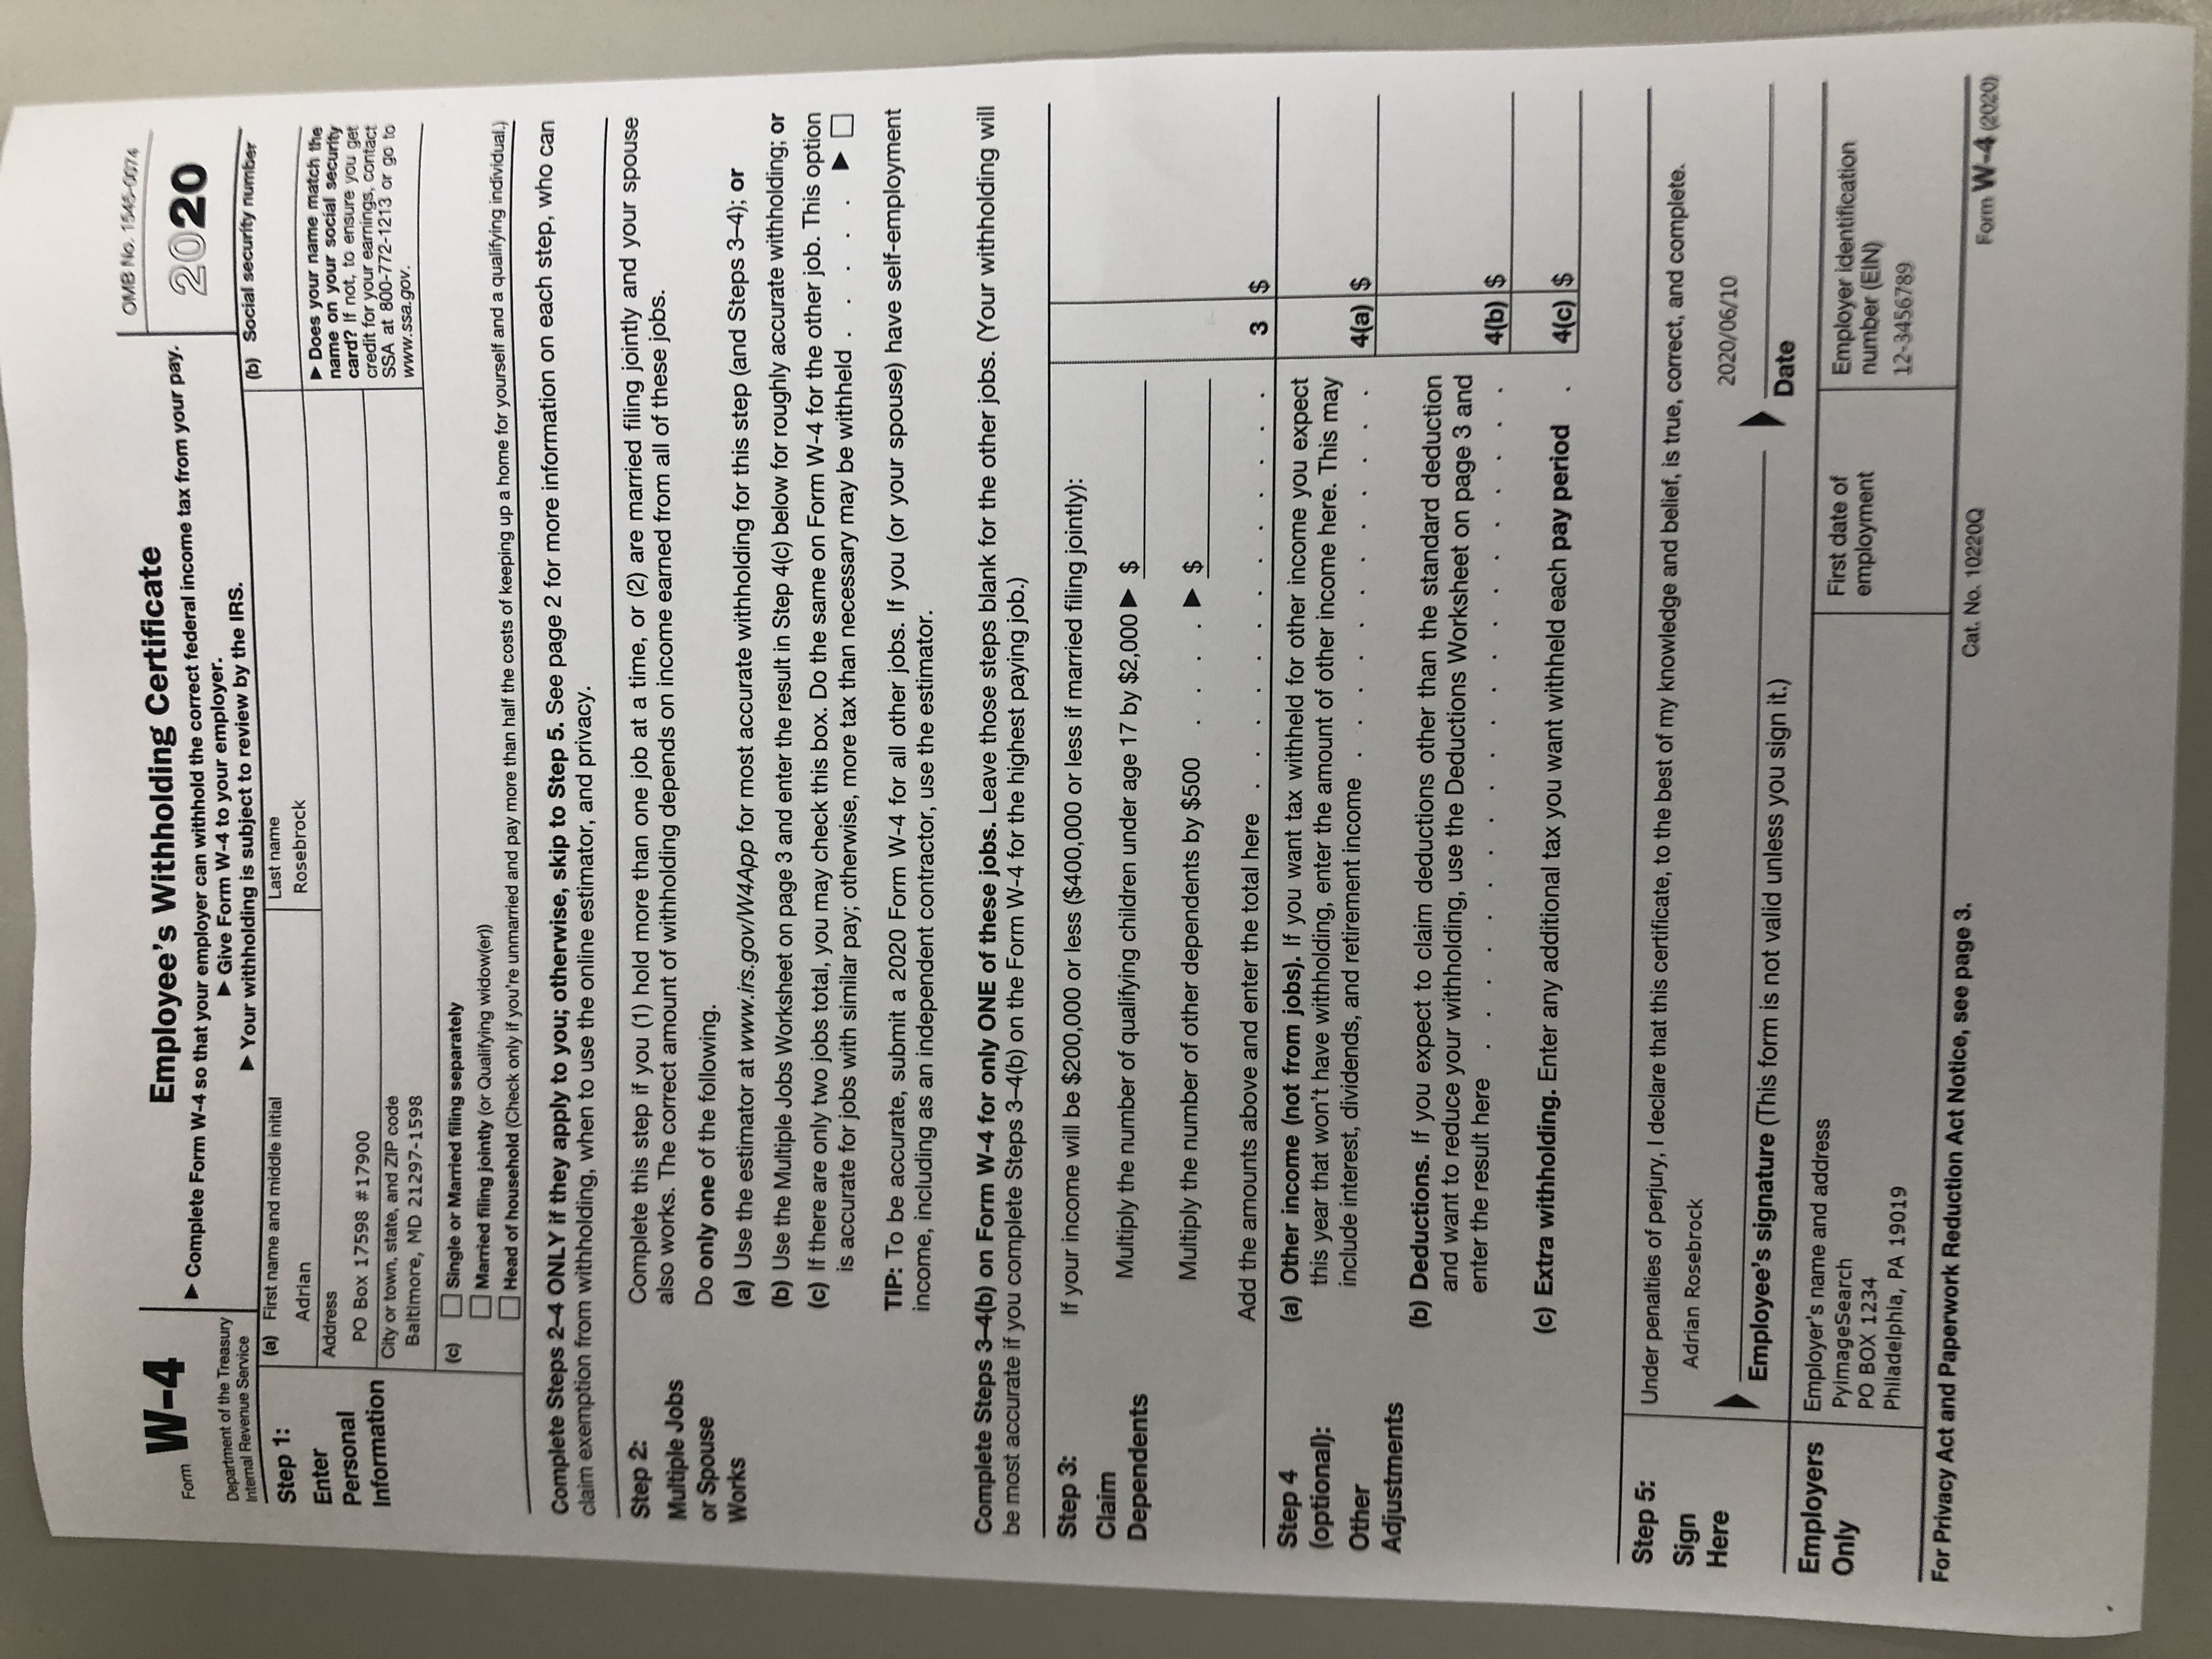 Form W-4
Department of the Treasury
Internal Revenue Service
Employee's Withholding Certificate
▶ Complete Form W-4 so that your employer can withhold the correct federal income tax from your pay.
▶ Give Form W-4 to your employer.
▶ Your withholding is subject to review by the IRS.
OMB No. 1545-0074
2020
Step 1:
Enter
Personal
Information
(a) First name and middle initial
Adrian
Last name
Rosebrock
(b) Social security number
Address
PO Box 17598 #17900
City or town, state, and ZIP code
Baltimore, MD 21297-1598
▶ Does your name match the
name on your social security
card? If not, to ensure you get
credit for your earnings, contact
SSA at 800-772-1213 or go to
www.ssa.gov.
(c) Single or Married filing separately
Married filing jointly (or Qualifying widow(er))
Head of household (Check only if you're unmarried and pay more than half the costs of keeping up a home for yourself and a qualifying individual.)
Complete Steps 2–4 ONLY if they apply to you; otherwise, skip to Step 5. See page 2 for more information on each step, who can
claim exemption from withholding, when to use the online estimator, and privacy.
Step 2:
Multiple Jobs
or Spouse
Works
Complete this step if you (1) hold more than one job at a time, or (2) are married filing jointly and your spouse
also works. The correct amount of withholding depends on income earned from all of these jobs.
Do only one of the following.
(a) Use the estimator at www.irs.gov/W4App for most accurate withholding for this step (and Steps 3–4); or
(b) Use the Multiple Jobs Worksheet on page 3 and enter the result in Step 4(c) below for roughly accurate withholding; or
(c) If there are only two jobs total, you may check this box. Do the same on Form W-4 for the other job. This option
is accurate for jobs with similar pay; otherwise, more tax than necessary may be withheld . . . . . ▶
TIP: To be accurate, submit a 2020 Form W-4 for all other jobs. If you (or your spouse) have self-employment
income, including as an independent contractor, use the estimator.
Complete Steps 3–4(b) on Form W-4 for only ONE of these jobs. Leave those steps blank for the other jobs. (Your withholding will
be most accurate if you complete Steps 3–4(b) on the Form W-4 for the highest paying job.)
Step 3:
Claim
Dependents
If your income will be $200,000 or less ($400,000 or less if married filing jointly):
Multiply the number of qualifying children under age 17 by $2,000 ▶ $
Multiply the number of other dependents by $500 . . . . ▶ $
Add the amounts above and enter the total here . . . . . . . . . . . . . 3 $
Step 4
(optional):
Other
Adjustments
(a) Other income (not from jobs). If you want tax withheld for other income you expect
this year that won't have withholding, enter the amount of other income here. This may
include interest, dividends, and retirement income . . . . . . . . . . . . 4(a) $
(b) Deductions. If you expect to claim deductions other than the standard deduction
and want to reduce your withholding, use the Deductions Worksheet on page 3 and
enter the result here . . . . . . . . . . . . . . . . . . . . . 4(b) $
(c) Extra withholding. Enter any additional tax you want withheld each pay period . 4(c) $
Step 5:
Sign
Here
Under penalties of perjury, I declare that this certificate, to the best of my knowledge and belief, is true, correct, and complete.
Adrian Rosebrock
2020/06/10
Employee's signature (This form is not valid unless you sign it.)
Date
Employers
Only
Employer's name and address
PyimageSearch
PO BOX 1234
Philadelphia, PA 19019
First date of
employment
Employer identification
number (EIN)
12-3456789
For Privacy Act and Paperwork Reduction Act Notice, see page 3.
Cat. No. 10220Q
Form W-4 (2020)